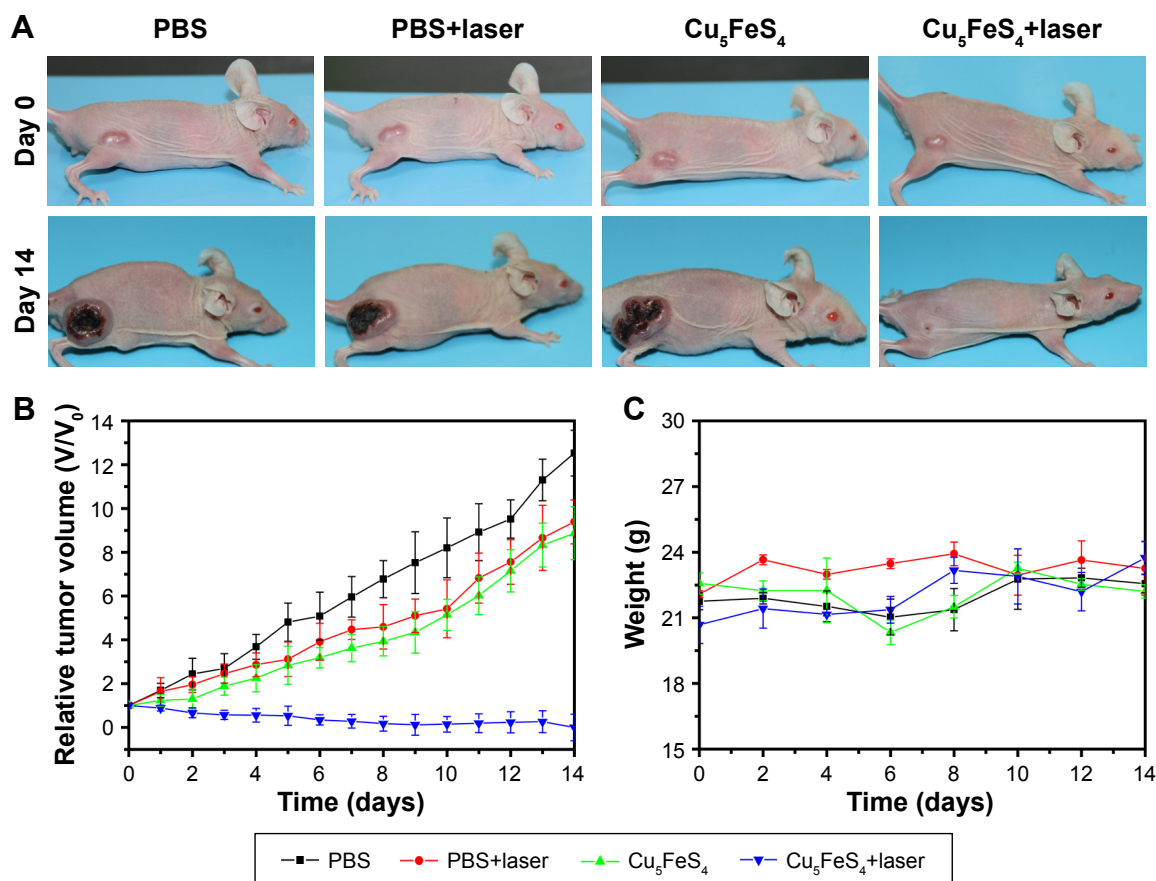 A
PBS
PBS+laser
Cu₅FeS₄
Cu₅FeS₄+laser
Day 0
Day 14
B
Relative tumor volume (V/V₀)
14
12
10
8
6
4
2
0
0 2 4 6 8 10 12 14
Time (days)
C
Weight (g)
30
27
24
21
18
15
0 2 4 6 8 10 12 14
Time (days)
PBS PBS+laser Cu₅FeS₄ Cu₅FeS₄+laser